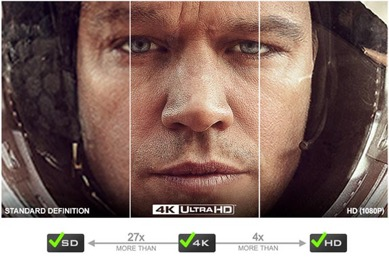 STANDARD DEFINITION
4K ULTRA HD
HD (1080P)
27x
4x
SD
MORE THAN
4K
MORE THAN
HD